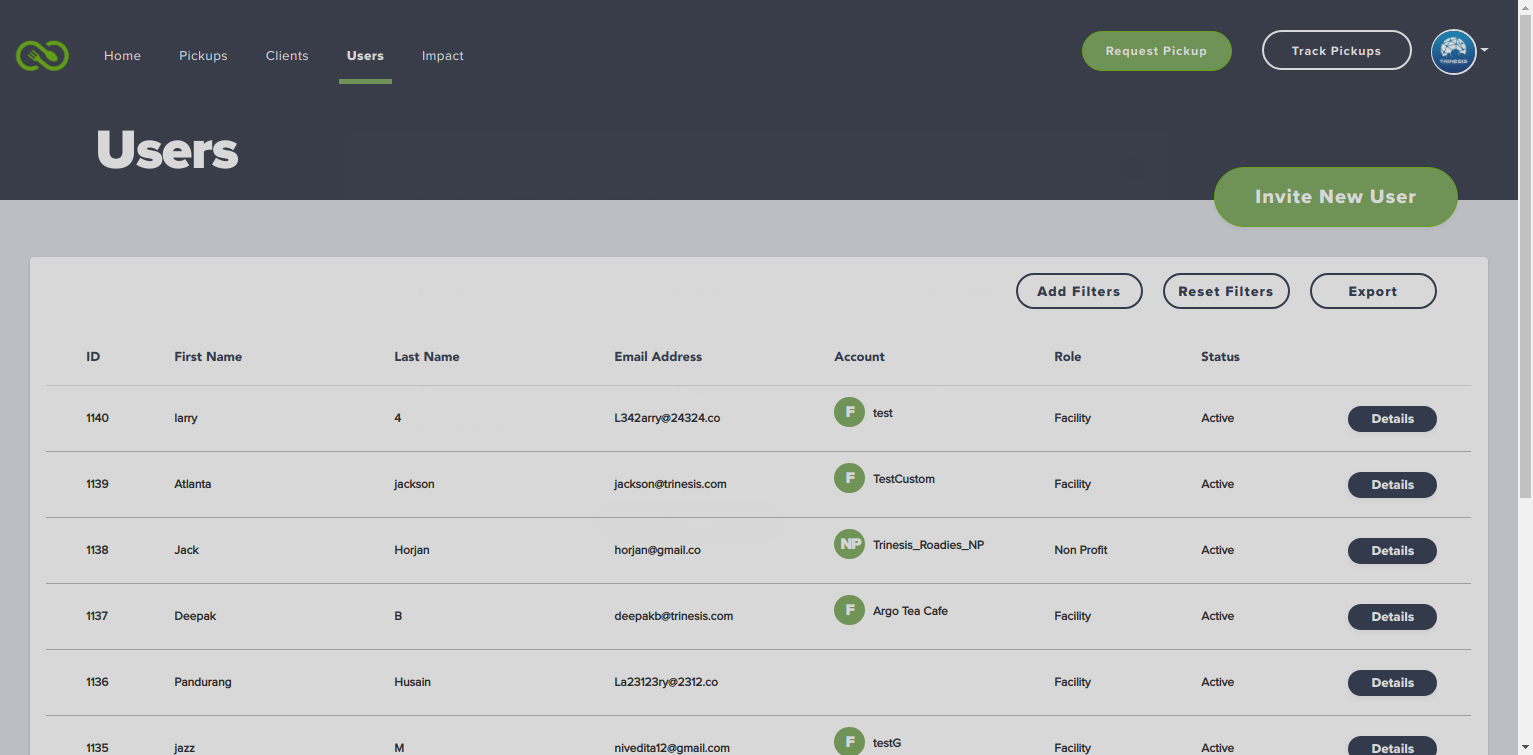 Home Pickups Clients Users Impact Request Pickup Track Pickups TRINESIS
Users
Invite New User
Add Filters Reset Filters Export
ID First Name Last Name Email Address Account Role Status
1140 larry 4 L342arry@24324.co F test Facility Active Details
1139 Atlanta jackson jackson@trinesis.com F TestCustom Facility Active Details
1138 Jack Horjan horjan@gmail.co NP Trinesis_Roadies_NP Non Profit Active Details
1137 Deepak B deepakb@trinesis.com F Argo Tea Cafe Facility Active Details
1136 Pandurang Husain La23123ry@2312.co Facility Active Details
1135 jazz M nivedita12@gmail.com F testG Facility Active Details